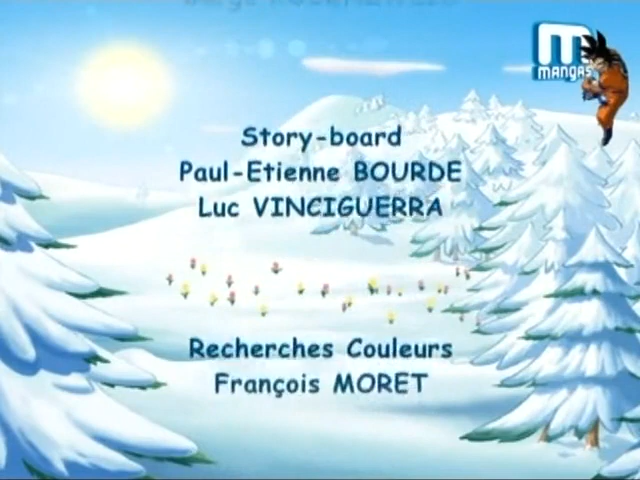 M
MANGAS
Story-board
Paul-Etienne BOURDE
Luc VINCIGUERRA
Recherches Couleurs
François MORET